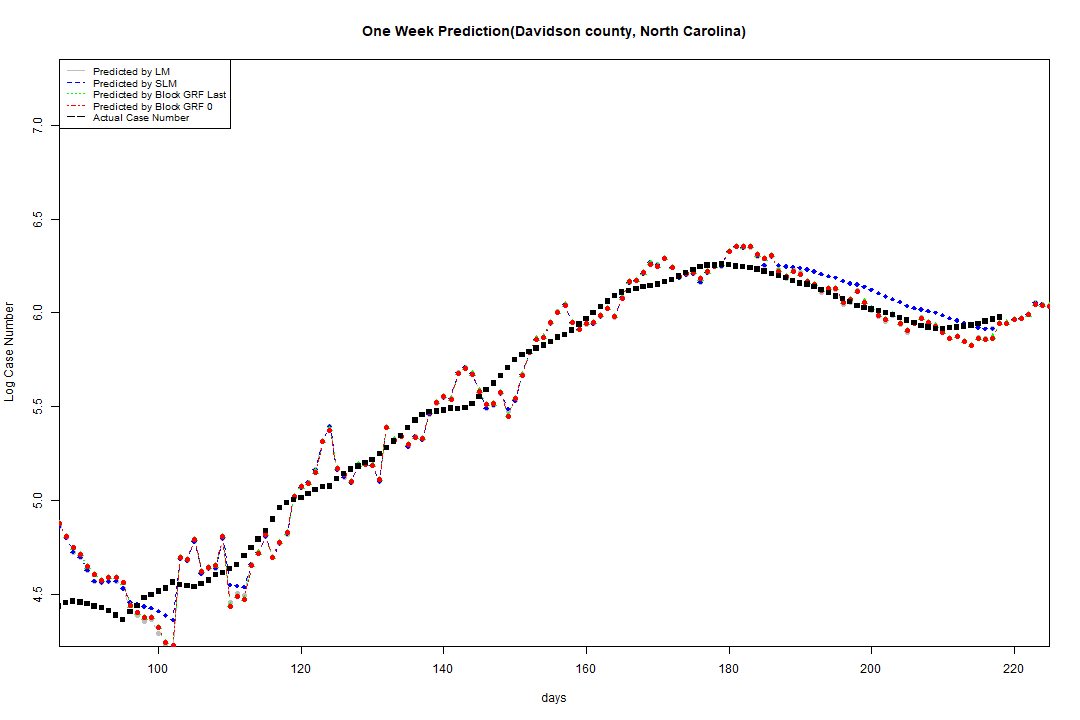 One Week Prediction(Davidson county, North Carolina)
Predicted by LM
Predicted by SLM
Predicted by Block GRF Last
Predicted by Block GRF 0
Actual Case Number
7.0
6.5
6.0
5.5
5.0
4.5
Log Case Number
100 120 140 160 180 200 220
days